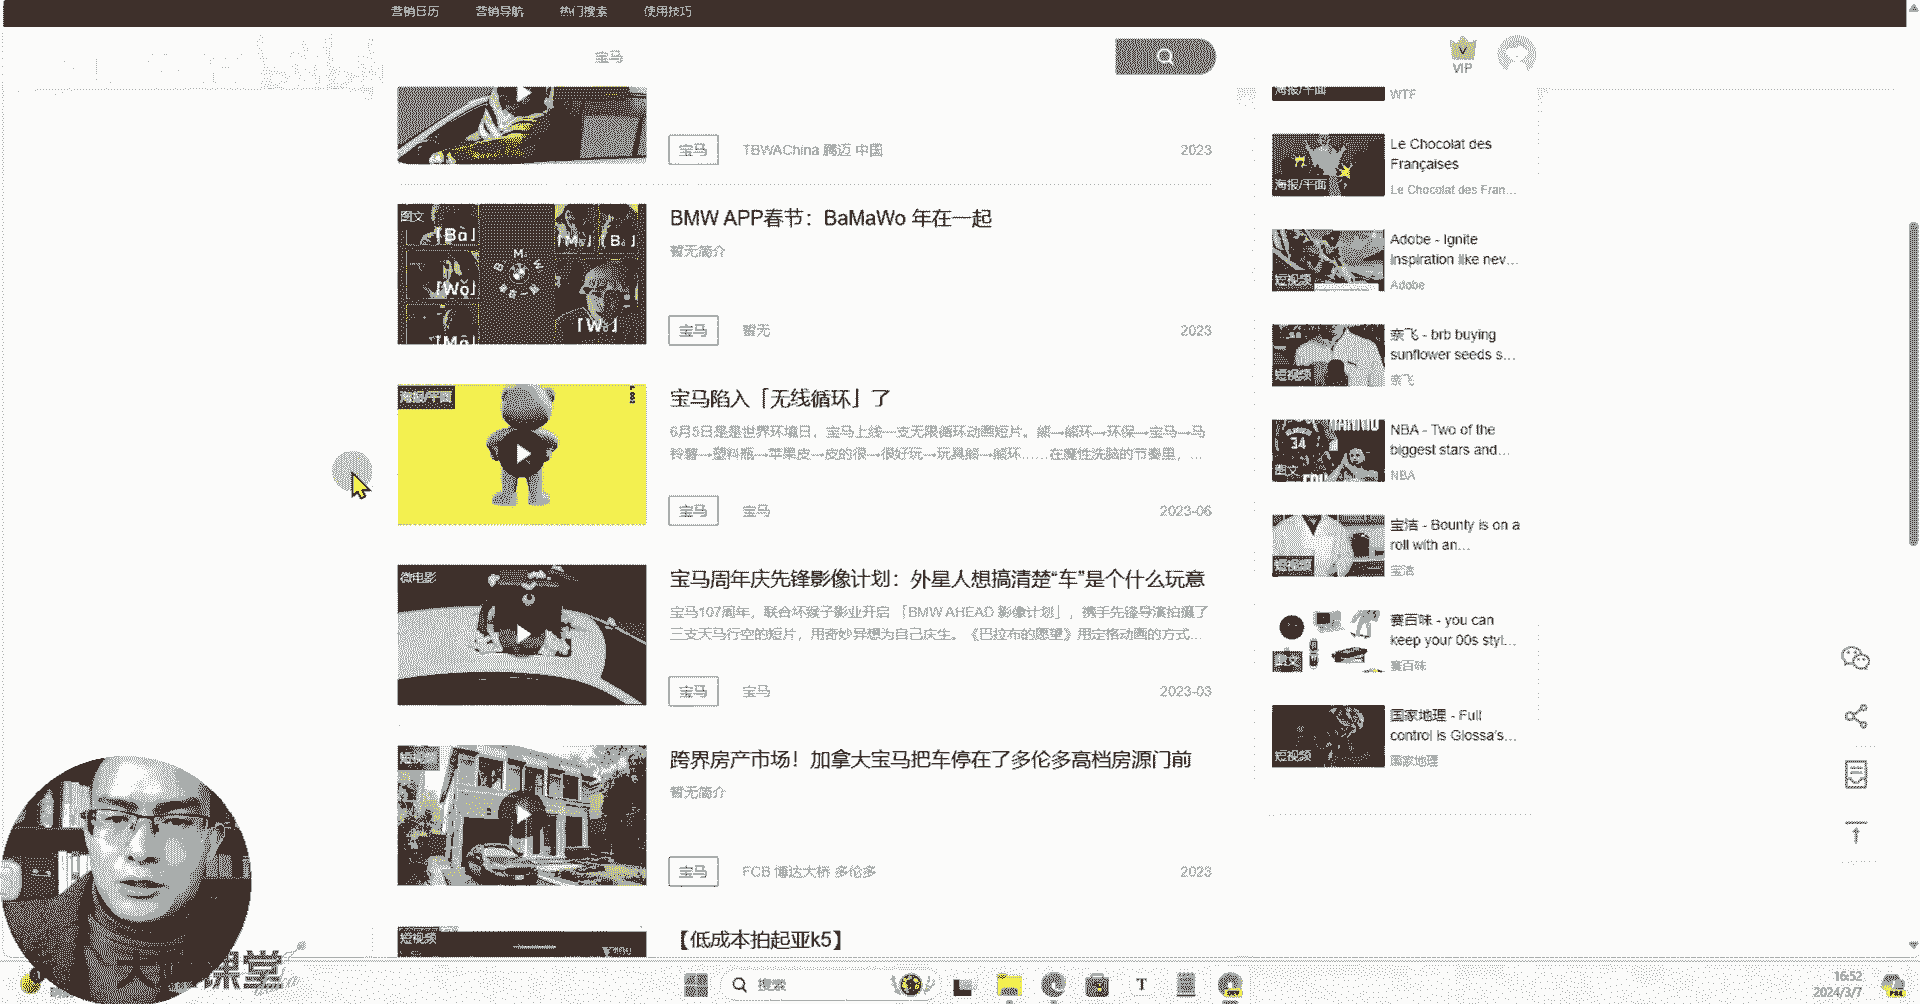 营销日历 营销导航 热门搜索 使用技巧
宝马
VIP
宝马 TBWAChina 腾迈 中国 2023
图文
「Bà」
「Wǒ」
BMW APP春节：BaMaWo 年在一起
暂无简介
宝马 暂无 2023
海报/平面
宝马陷入「无线循环」了
6月5日是是世界环境日，宝马上线一支无限循环动画短片。熊→熊环→环保→宝马→马
铃薯→塑料瓶→苹果皮→皮的很→很好玩→玩具熊→熊环……在魔性洗脑的节奏里，...
宝马 宝马 2023-06
微电影
宝马周年庆先锋影像计划：外星人想搞清楚“车”是个什么玩意
宝马107周年，联合坏猴子影业开启「BMW AHEAD 影像计划」，携手先锋导演拍摄了
三支天马行空的短片，用奇妙异想为自己庆生。《巴拉布的愿望》用定格动画的方式...
宝马 宝马 2023-03
短视频
跨界房产市场！加拿大宝马把车停在了多伦多高档房源门前
暂无简介
宝马 FCB 博达大桥 多伦多 2023
短视频
【低成本拍起亚k5】
海报/平面
WTF
海报/平面
Le Chocolat des
Françaises
Le Chocolat des Fran...
短视频
Adobe - Ignite
inspiration like nev...
Adobe
短视频
奈飞 - brb buying
sunflower seeds s...
奈飞
34
图文
NBA - Two of the
biggest stars and...
NBA
短视频
宝洁 - Bounty is on a
roll with an...
宝洁
图文
赛百味 - you can
keep your 00s styl...
赛百味
短视频
国家地理 - Full
control is Glossa's...
国家地理
课堂
搜索
T
16:52
2024/3/7